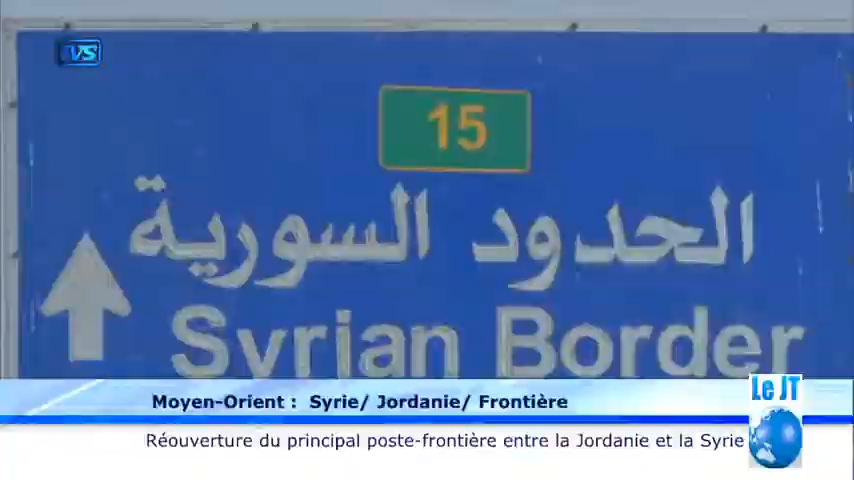 TVS
15
الحدود السورية
Syrian Border
Moyen-Orient : Syrie/ Jordanie/ Frontière
Le JT
Réouverture du principal poste-frontière entre la Jordanie et la Syrie